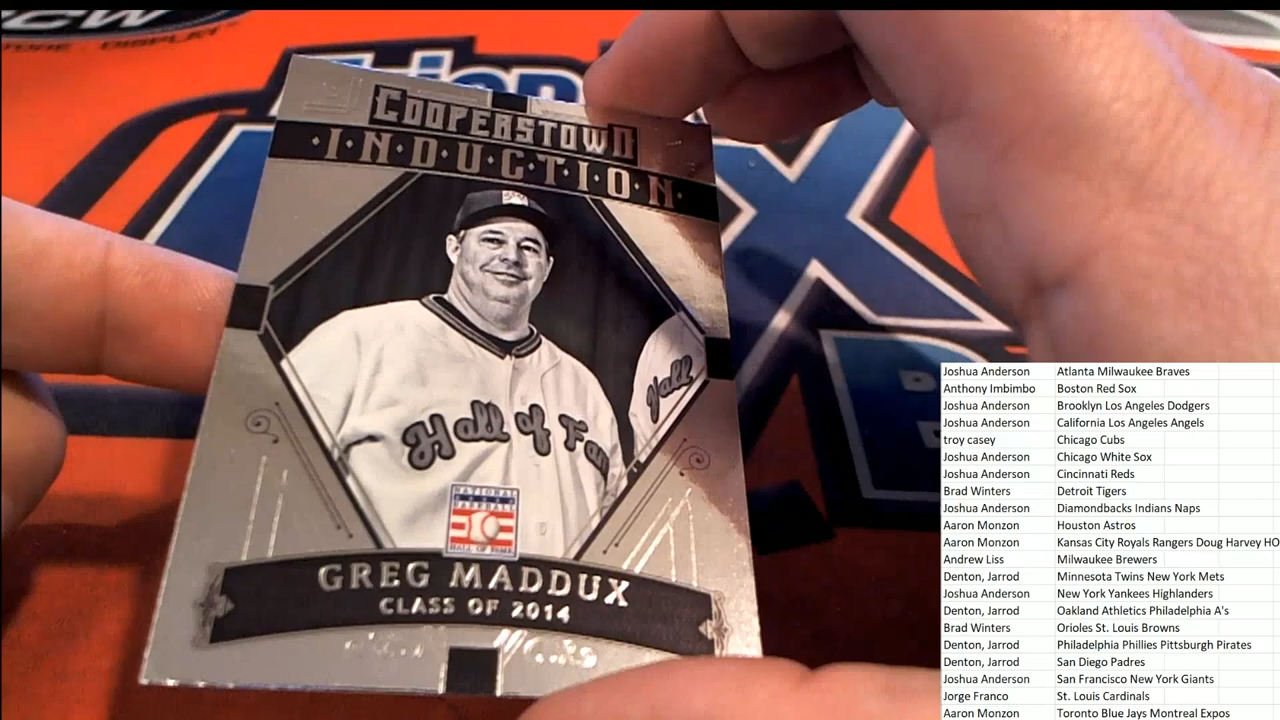 CW
DISPLAY
COOPERSTOWN
·I·N·D·U·C·T·I·O·N·
Hall of Fam
Hall
NATIONAL
BASEBALL
HALL OF FAME
GREG MADDUX
CLASS OF 2014
Joshua Anderson Atlanta Milwaukee Braves
Anthony Imbimbo Boston Red Sox
Joshua Anderson Brooklyn Los Angeles Dodgers
Joshua Anderson California Los Angeles Angels
troy casey Chicago Cubs
Joshua Anderson Chicago White Sox
Joshua Anderson Cincinnati Reds
Brad Winters Detroit Tigers
Joshua Anderson Diamondbacks Indians Naps
Aaron Monzon Houston Astros
Aaron Monzon Kansas City Royals Rangers Doug Harvey HO
Andrew Liss Milwaukee Brewers
Denton, Jarrod Minnesota Twins New York Mets
Joshua Anderson New York Yankees Highlanders
Denton, Jarrod Oakland Athletics Philadelphia A's
Brad Winters Orioles St. Louis Browns
Denton, Jarrod Philadelphia Phillies Pittsburgh Pirates
Denton, Jarrod San Diego Padres
Joshua Anderson San Francisco New York Giants
Jorge Franco St. Louis Cardinals
Aaron Monzon Toronto Blue Jays Montreal Expos